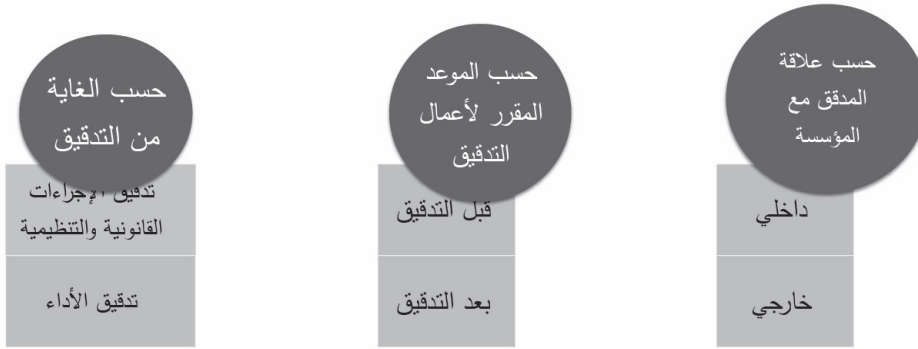 حسب علاقة
المدقق مع
المؤسسة
داخلي
خارجي
حسب الموعد
المقرر لأعمال
التدقيق
قبل التدقيق
بعد التدقيق
حسب الغاية
من التدقيق
تدقيق الإجراءات
القانونية والتنظيمية
تدقيق الأداء